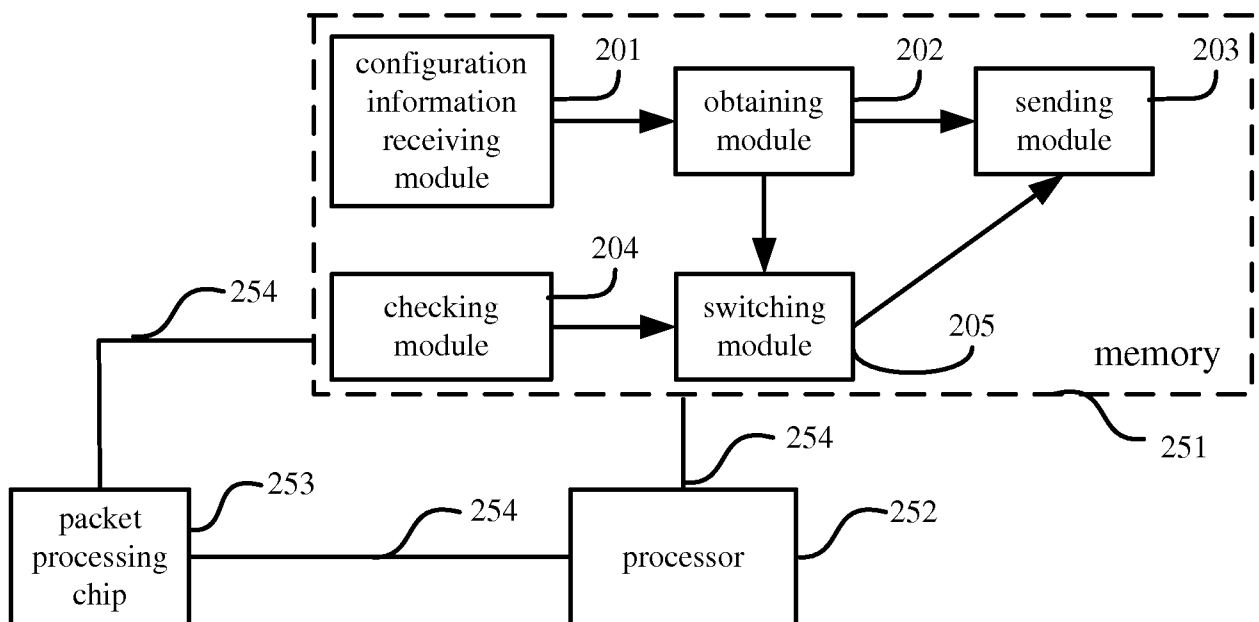 configuration
information
receiving
module
201
obtaining
module
202
sending
module
203
checking
module
204
switching
module
205
memory
251
254
254
254
packet
processing
chip
253
processor
252